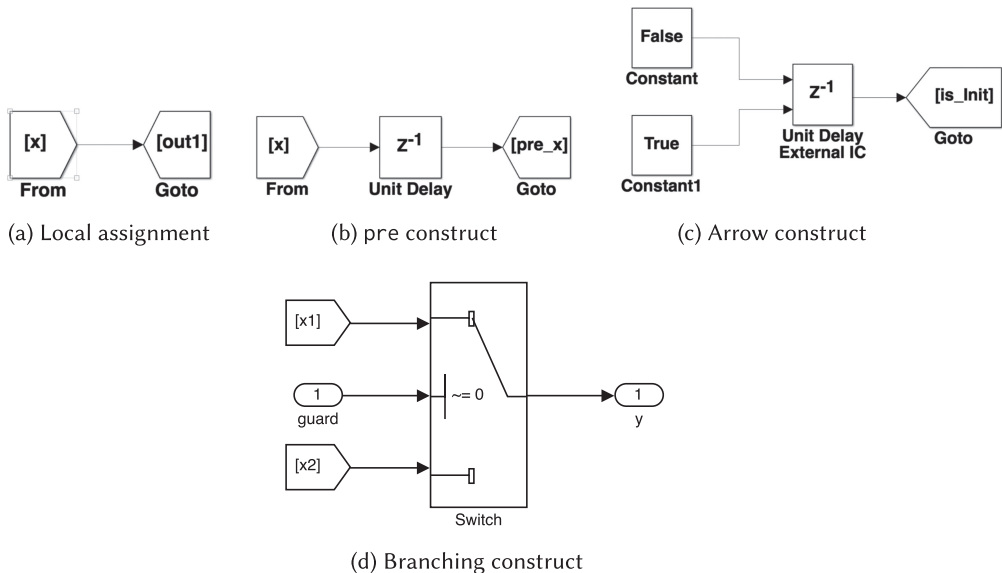 [x]
From
[out1]
Goto
(a) Local assignment
[x]
From
z-1
Unit Delay
[pre_x]
Goto
(b) pre construct
False
Constant
True
Constant1
z-1
Unit Delay
External IC
[is_Init]
Goto
(c) Arrow construct
[x1]
1
guard
[x2]
~= 0
Switch
1
y
(d) Branching construct